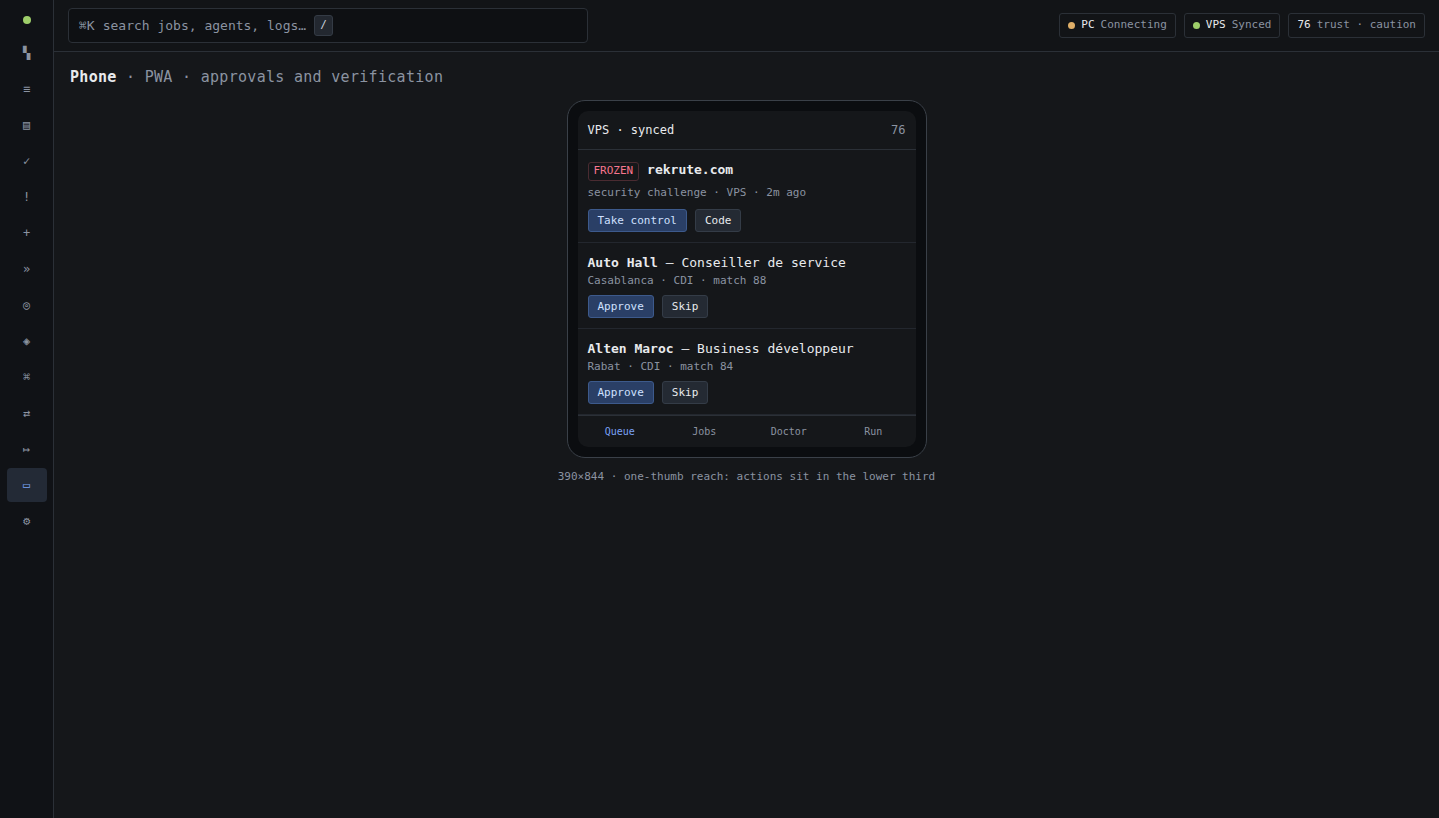 ⌘K search jobs, agents, logs… /
PC Connecting
VPS Synced
76 trust · caution
Phone · PWA · approvals and verification
VPS · synced 76
FROZEN rekrute.com
security challenge · VPS · 2m ago
Take control Code
Auto Hall — Conseiller de service
Casablanca · CDI · match 88
Approve Skip
Alten Maroc — Business développeur
Rabat · CDI · match 84
Approve Skip
Queue Jobs Doctor Run
390×844 · one-thumb reach: actions sit in the lower third